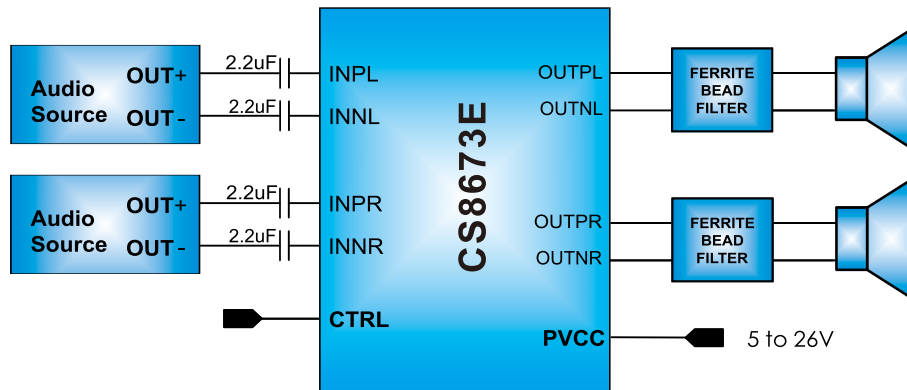 Audio
Source
OUT+
OUT-
2.2uF
2.2uF
INPL
INNL
Audio
Source
OUT+
OUT-
2.2uF
2.2uF
INPR
INNR
CTRL
CS8673E
OUTPL
OUTNL
FERRITE
BEAD
FILTER
OUTPR
OUTNR
FERRITE
BEAD
FILTER
PVCC
5 to 26V